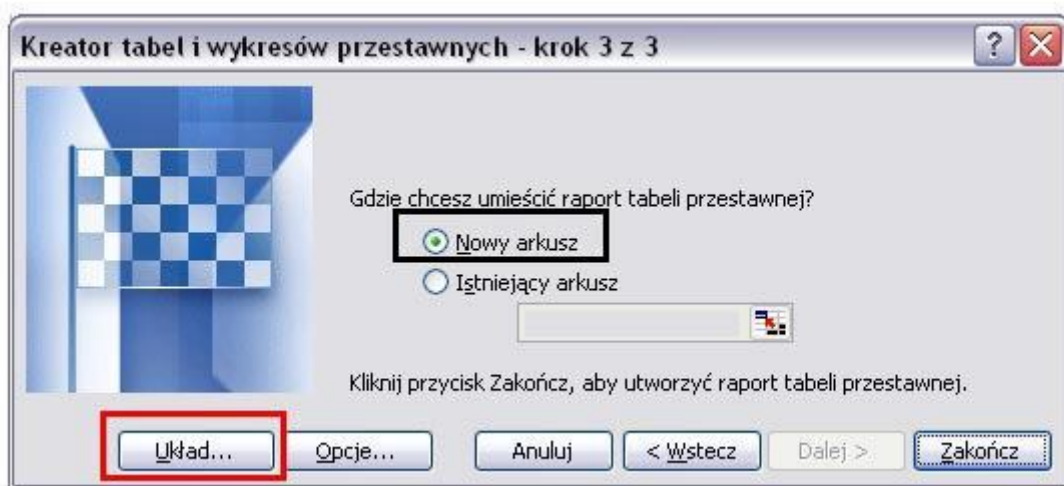 Kreator tabel i wykresów przestawnych - krok 3 z 3
Gdzie chcesz umieścić raport tabeli przestawnej?
Nowy arkusz
Istniejący arkusz
Kliknij przycisk Zakończ, aby utworzyć raport tabeli przestawnej.
Układ... Opcje... Anuluj < Wstecz Dalej > Zakończ